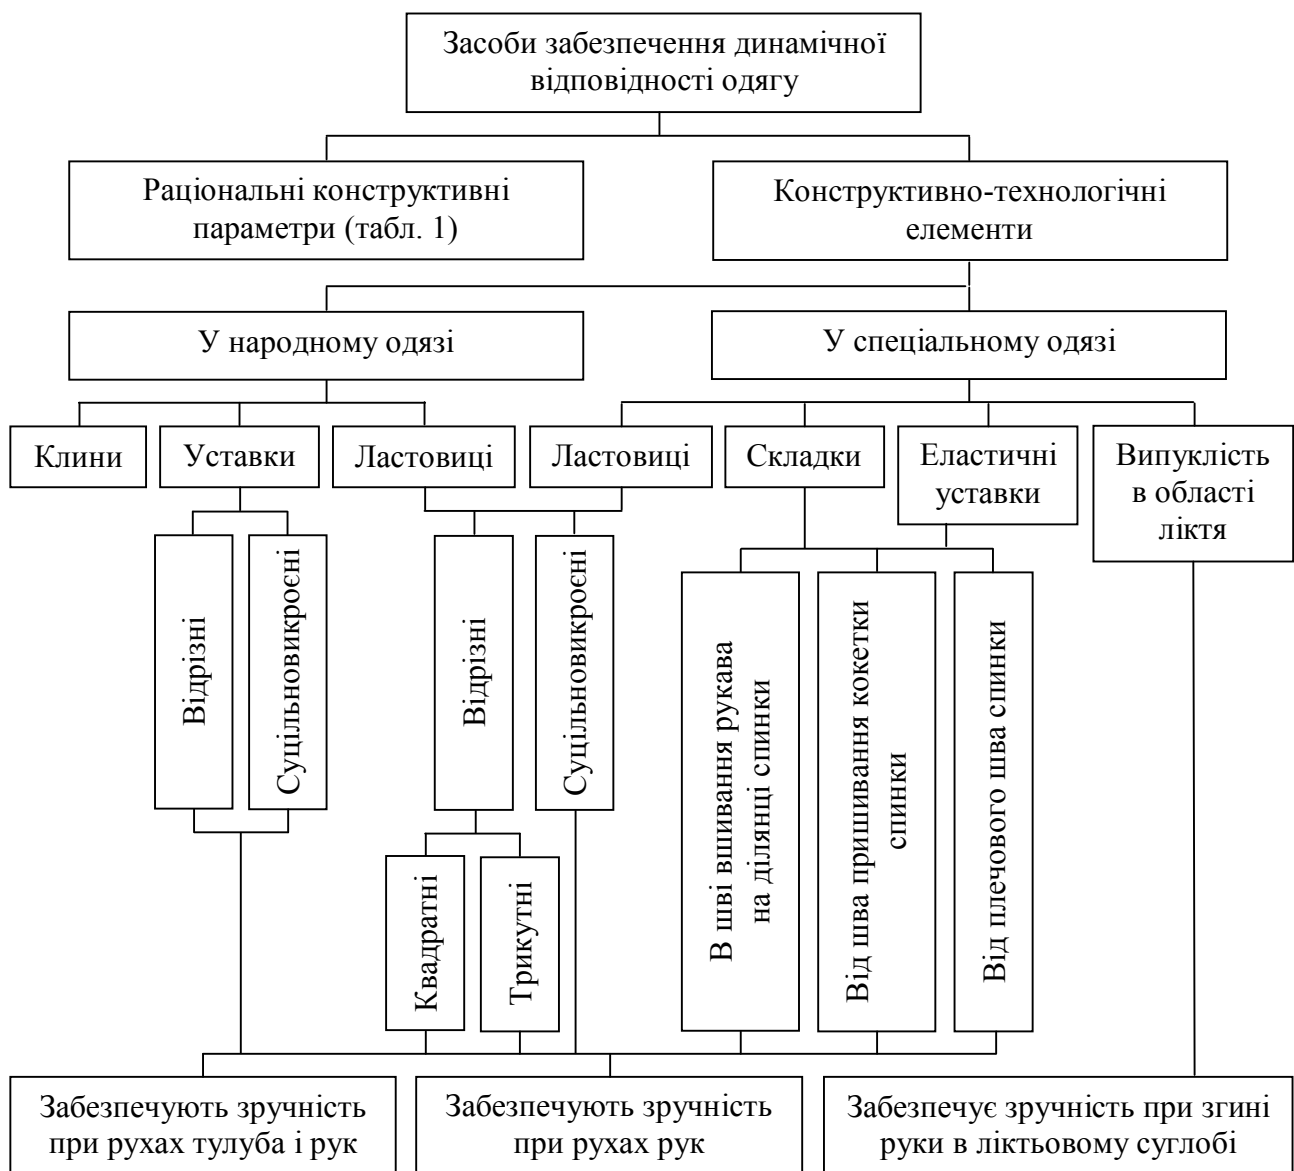 Засоби забезпечення динамічної
відповідності одягу
Раціональні конструктивні
параметри (табл. 1)
Конструктивно-технологічні
елементи
У народному одязі
У спеціальному одязі
Клини
Уставки
Ластовиці
Ластовиці
Складки
Еластичні
уставки
Випуклість
в області
ліктя
Відрізні
Суцільновикроєні
Відрізні
Суцільновикроєні
В шві вшивання рукава
на ділянці спинки
Від шва пришивання кокетки
спинки
Від плечового шва спинки
Квадратні
Трикутні
Забезпечують зручність
при рухах тулуба і рук
Забезпечують зручність
при рухах рук
Забезпечує зручність при згині
руки в ліктьовому суглобі